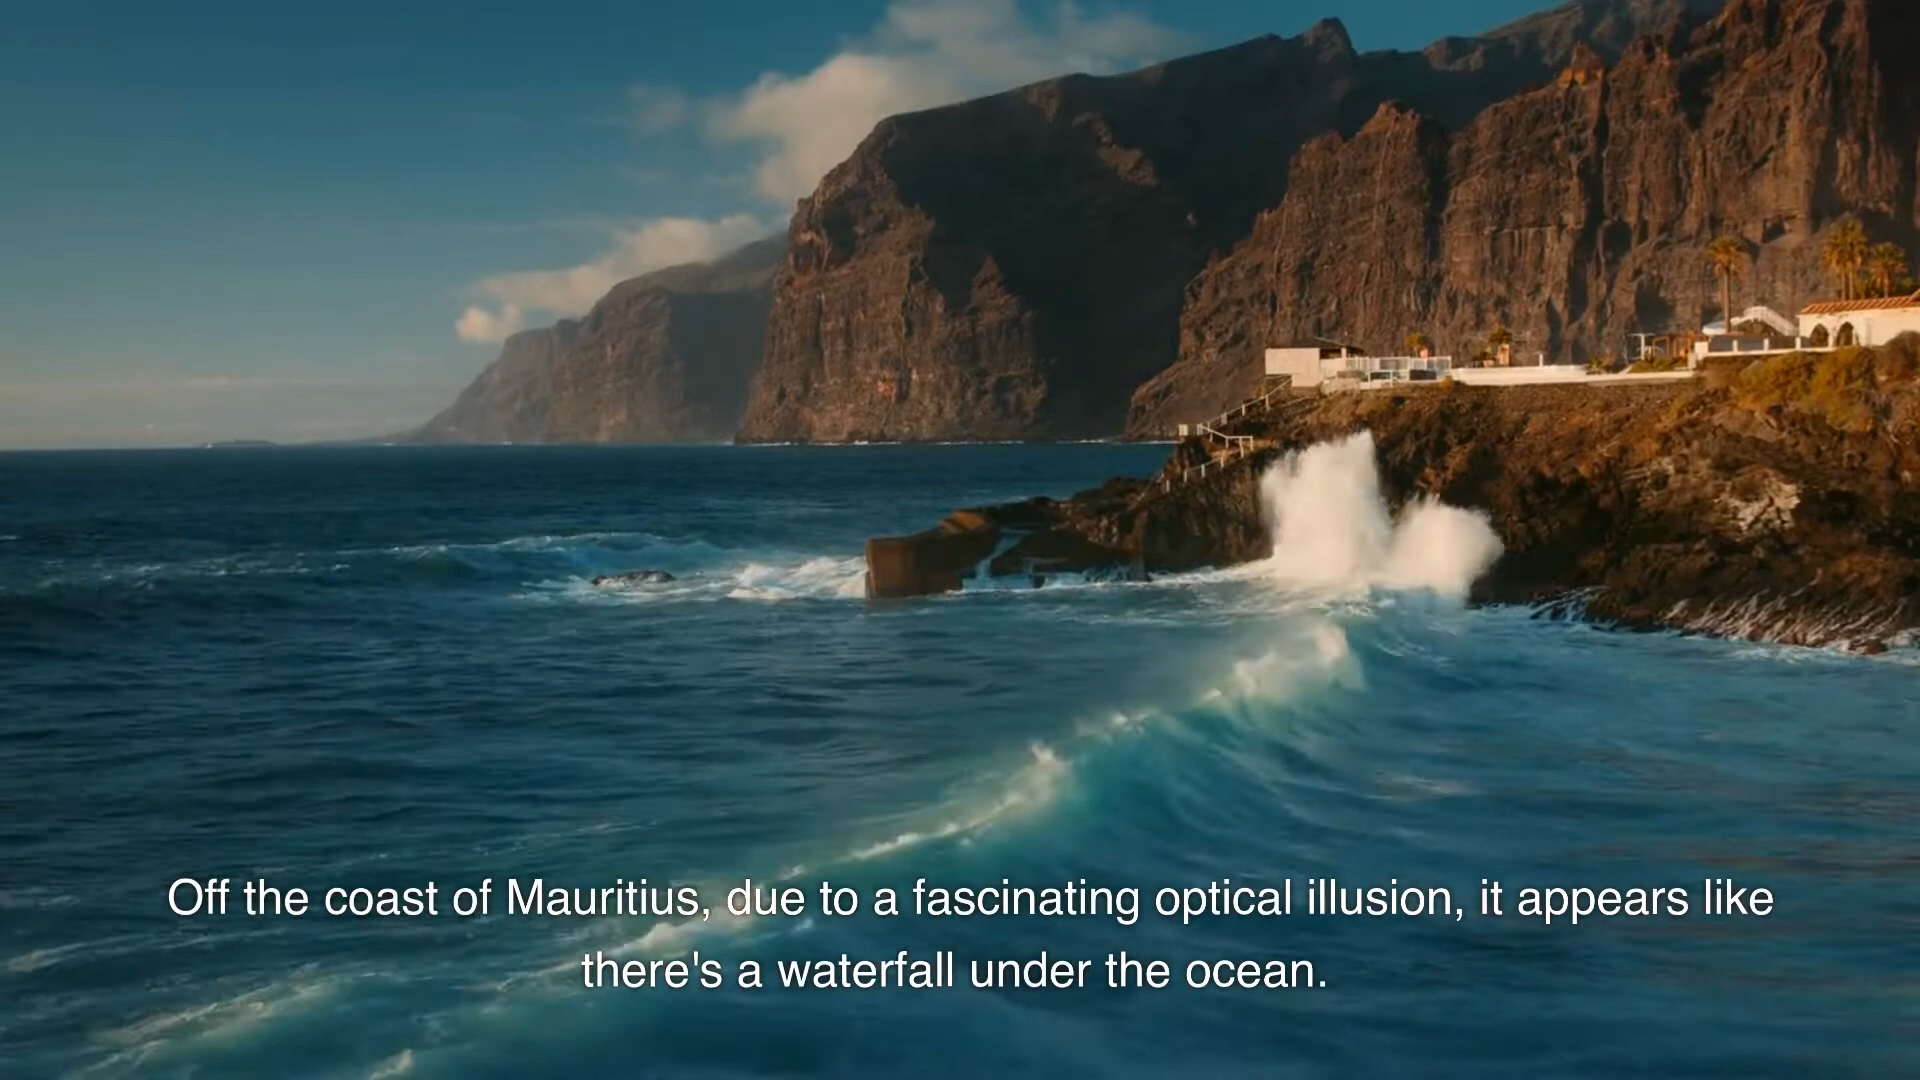 Off the coast of Mauritius, due to a fascinating optical illusion, it appears like
there's a waterfall under the ocean.